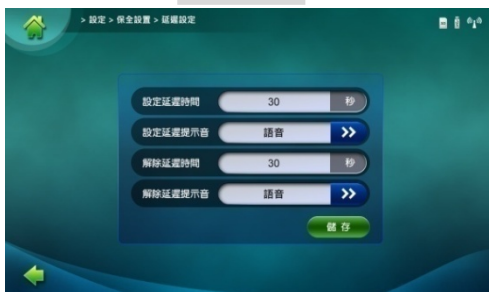 > 設定 > 保全設置 > 延遲設定
設定延遲時間 30 秒
設定延遲提示音 語音
解除延遲時間 30 秒
解除延遲提示音 語音
儲存